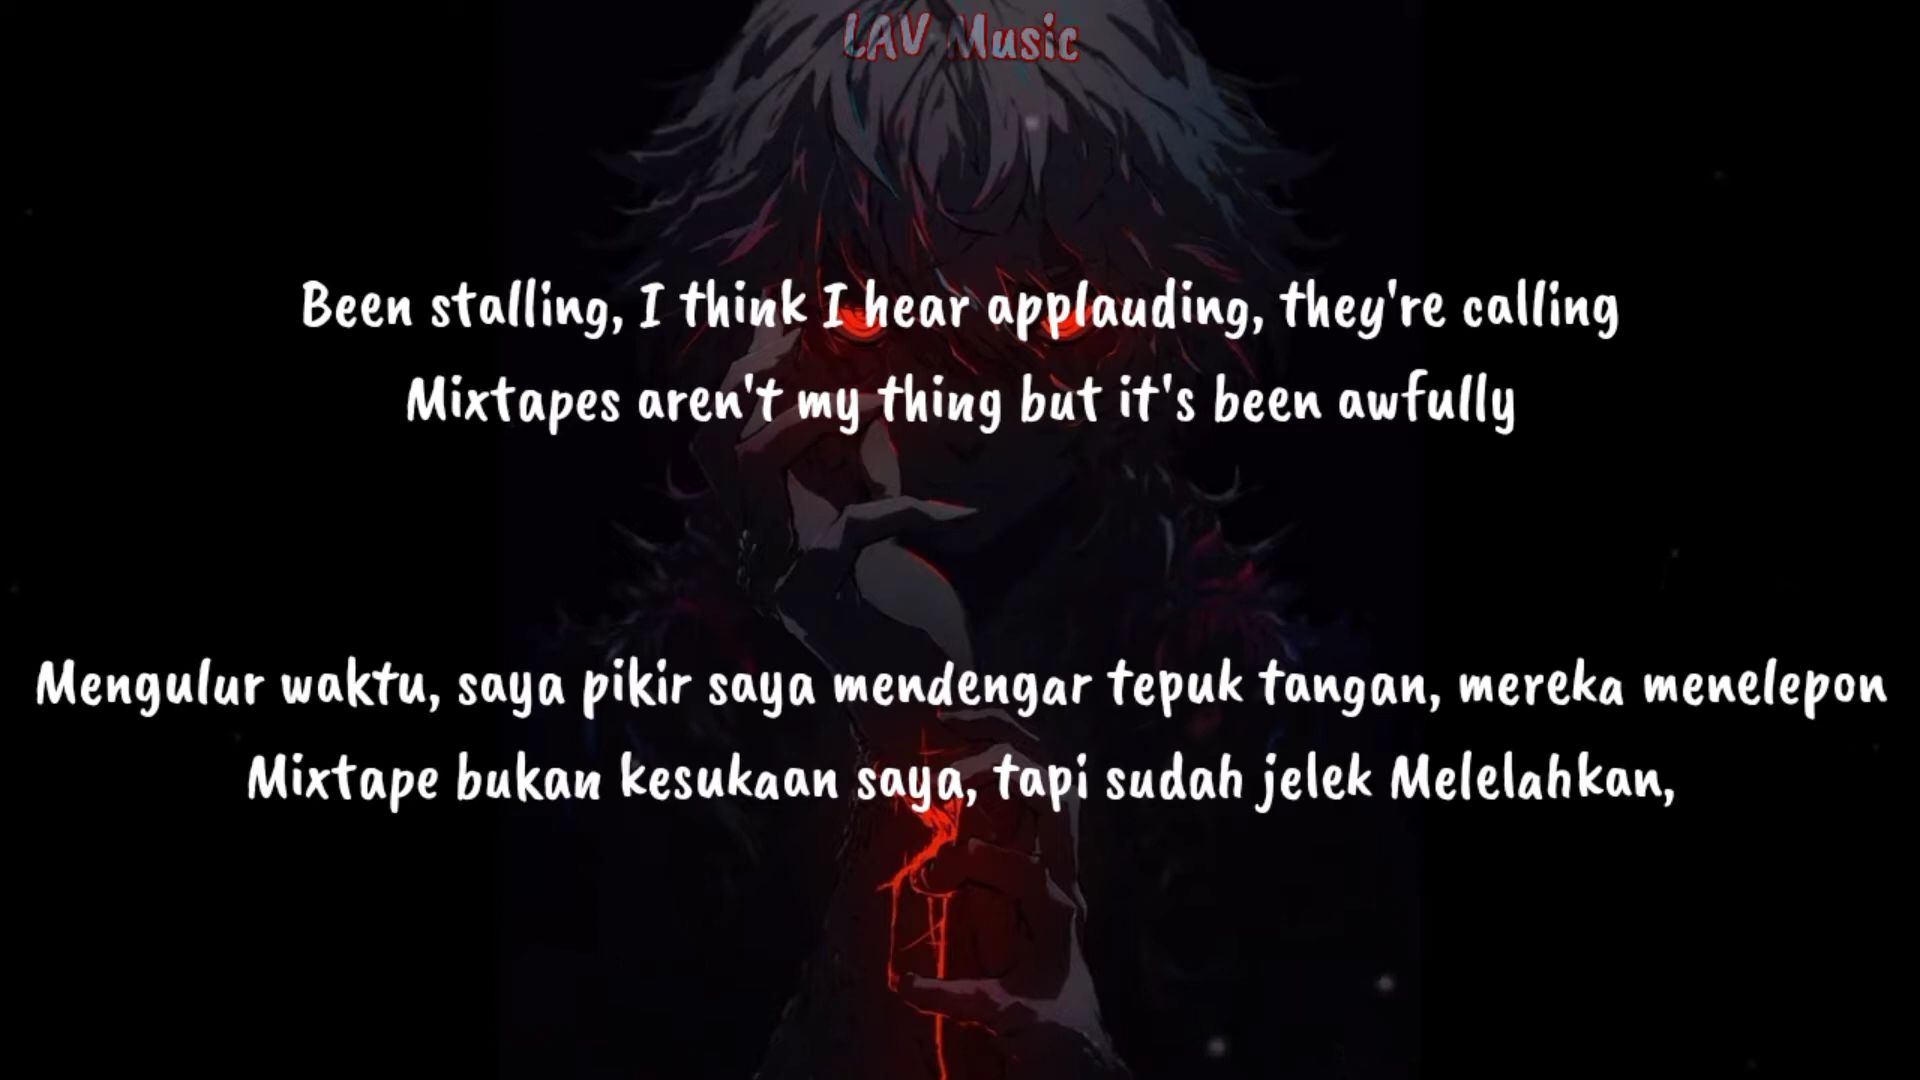 LAV Music
Been stalling, I think I hear applauding, they're calling
Mixtapes aren't my thing but it's been awfully
Mengulur waktu, saya pikir saya mendengar tepuk tangan, mereka menelepon
Mixtape bukan kesukaan saya, tapi sudah jelek Melelahkan,